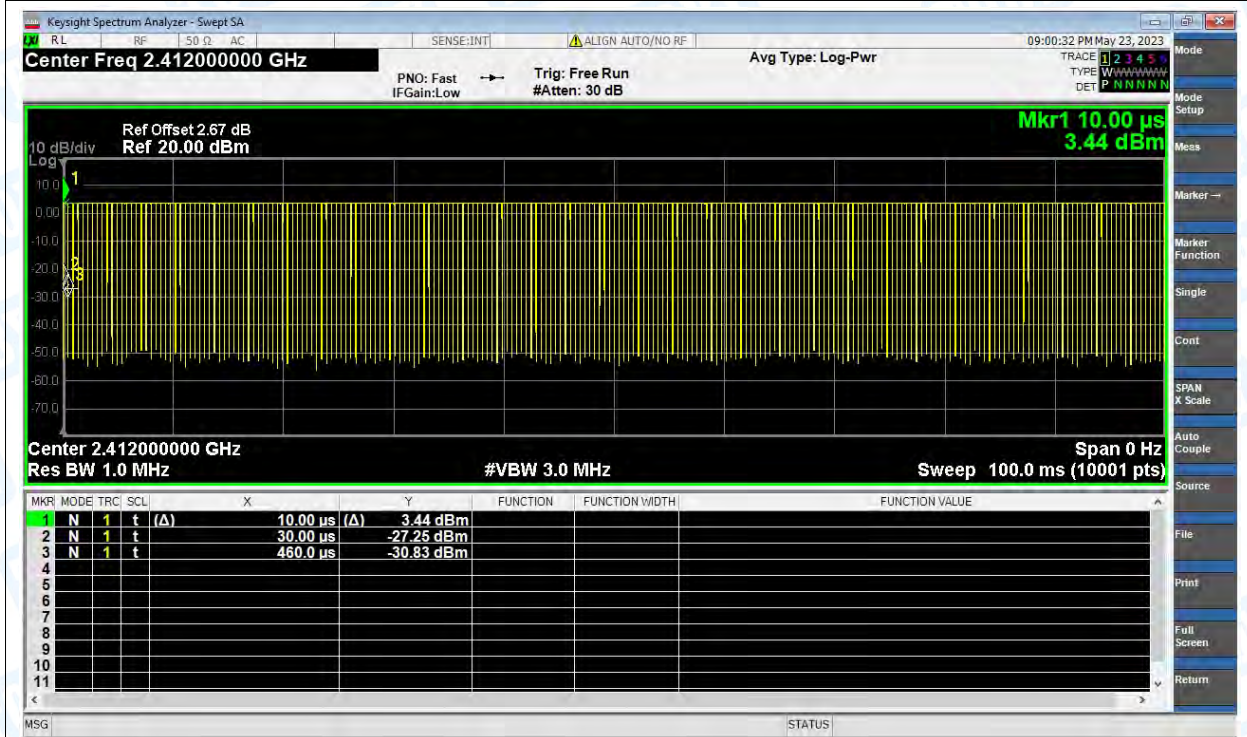 Keysight Spectrum Analyzer - Swept SA
LXI RL RF 50 Ω AC SENSE:INT ALIGN AUTO/NO RF 09:00:32 PM May 23, 2023
Center Freq 2.412000000 GHz
PNO: Fast
IFGain:Low
Trig: Free Run
#Atten: 30 dB
Avg Type: Log-Pwr
TRACE 1 2 3 4 5 6
TYPE WWWWWW
DET P N N N N N
Mkr1 10.00 µs
3.44 dBm
Ref Offset 2.67 dB
10 dB/div Ref 20.00 dBm
Log
10.0
0.00
-10.0
-20.0
-30.0
-40.0
-50.0
-60.0
-70.0
1
2
3
Center 2.412000000 GHz Span 0 Hz
Res BW 1.0 MHz #VBW 3.0 MHz Sweep 100.0 ms (10001 pts)
MKR MODE TRC SCL X Y FUNCTION FUNCTION WIDTH FUNCTION VALUE
1 N 1 t (Δ) 10.00 µs (Δ) 3.44 dBm
2 N 1 t 30.00 µs -27.25 dBm
3 N 1 t 460.0 µs -30.83 dBm
4
5
6
7
8
9
10
11
MSG STATUS
Mode
Mode
Setup
Meas
Marker →
Marker
Function
Single
Cont
SPAN
X Scale
Auto
Couple
Source
File
Print
Full
Screen
Return